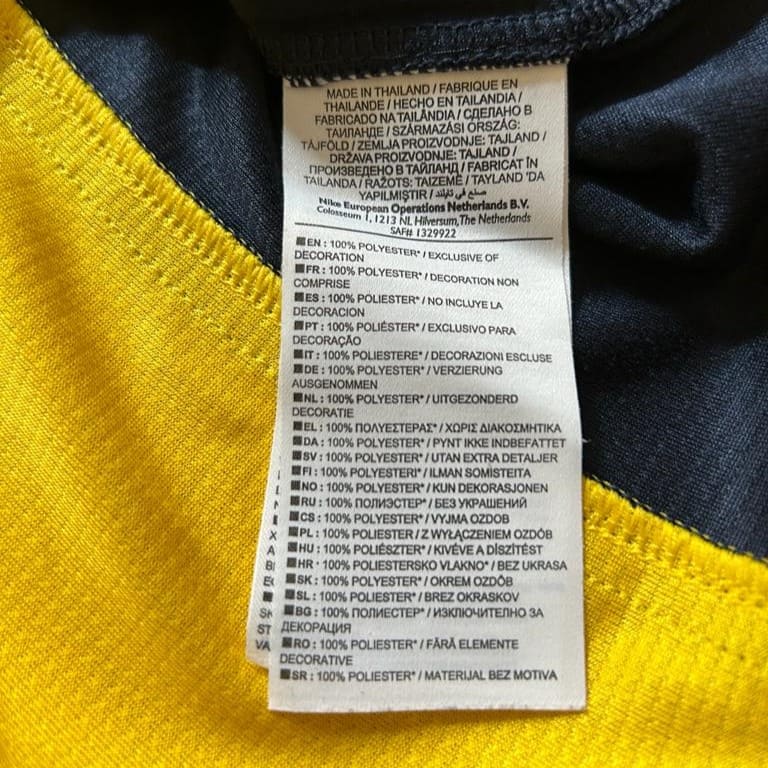 MADE IN THAILAND / FABRIQUE EN
THAILANDE / HECHO EN TAILANDIA /
FABRICADO NA TAILÂNDIA / СДЕЛАНО В
ТАИЛАНДЕ / SZÁRMAZÁSI ORSZÁG:
TÁJFÖLD / ZEMLJA PROIZVODNJE: TAJLAND /
DRŽAVA PROIZVODNJE: TAJLAND /
ПРОИЗВЕДЕНО В ТАЙЛАНД / FABRICAT ÎN
TAILANDA / RAŽOTS: TAIZEMĒ / TAYLAND 'DA
YAPILMIŞTIR / صنع في تايلند
Nike European Operations Netherlands B.V.
Colosseum 1, 1213 NL Hilversum, The Netherlands
SAF# 1329922
EN : 100% POLYESTER* / EXCLUSIVE OF
DECORATION
FR : 100% POLYESTER* / DECORATION NON
COMPRISE
ES : 100% POLIESTER* / NO INCLUYE LA
DECORACION
PT : 100% POLIÉSTER* / EXCLUSIVO PARA
DECORAÇÃO
IT : 100% POLIESTERE* / DECORAZIONI ESCLUSE
DE : 100% POLYESTER* / VERZIERUNG
AUSGENOMMEN
NL : 100% POLYESTER* / UITGEZONDERD
DECORATIE
EL : 100% ΠΟΛΥΕΣΤΕΡΑΣ* / ΧΩΡΙΣ ΔΙΑΚΟΣΜΗΤΙΚΑ
DA : 100% POLYESTER* / PYNT IKKE INDBEFATTET
SV : 100% POLYESTER* / UTAN EXTRA DETALJER
FI : 100% POLYESTERI* / ILMAN SOMISTEITA
NO : 100% POLYESTER* / KUN DEKORASJONEN
RU : 100% ПОЛИЭСТЕР* / БЕЗ УКРАШЕНИЙ
CS : 100% POLYESTER* / VYJMA OZDOB
PL : 100% POLIESTER / Z WYŁĄCZENIEM OZDÓB
HU : 100% POLIÉSZTER* / KIVÉVE A DÍSZÍTÉST
HR · 100% POLIESTERSKO VLAKNO* / BEZ UKRASA
SK : 100% POLYESTER* / OKREM OZDÔB
SL : 100% POLIESTER* / BREZ OKRASKOV
BG : 100% ПОЛИЕСТЕР* / ИЗКЛЮЧИТЕЛНО ЗА
ДЕКОРАЦИЯ
RO : 100% POLIESTER* / FĂRĂ ELEMENTE
DECORATIVE
SR : 100% POLIESTER* / MATERIJAL BEZ MOTIVA